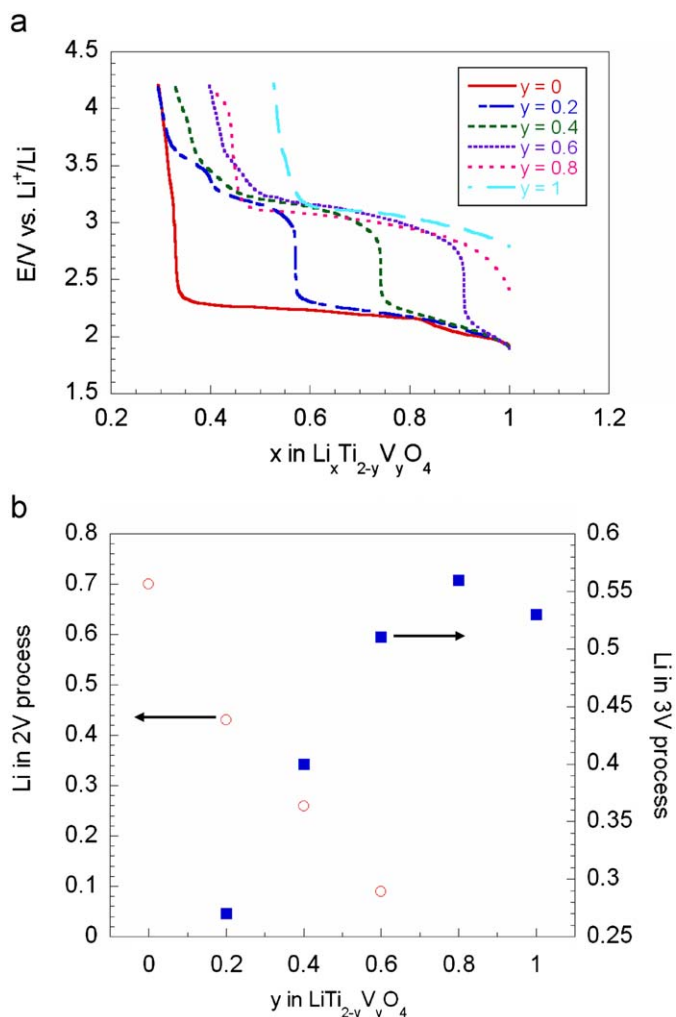 a
4.5
4
3.5
3
2.5
2
1.5
E/V vs. Li⁺/Li
y = 0
y = 0.2
y = 0.4
y = 0.6
y = 0.8
y = 1
0.2 0.4 0.6 0.8 1 1.2
x in LiₓTi₂₋yVyO₄
b
0.8
0.7
0.6
0.5
0.4
0.3
0.2
0.1
0
Li in 2V process
0.6
0.55
0.5
0.45
0.4
0.35
0.3
0.25
Li in 3V process
0 0.2 0.4 0.6 0.8 1
y in LiTi₂₋yVyO₄